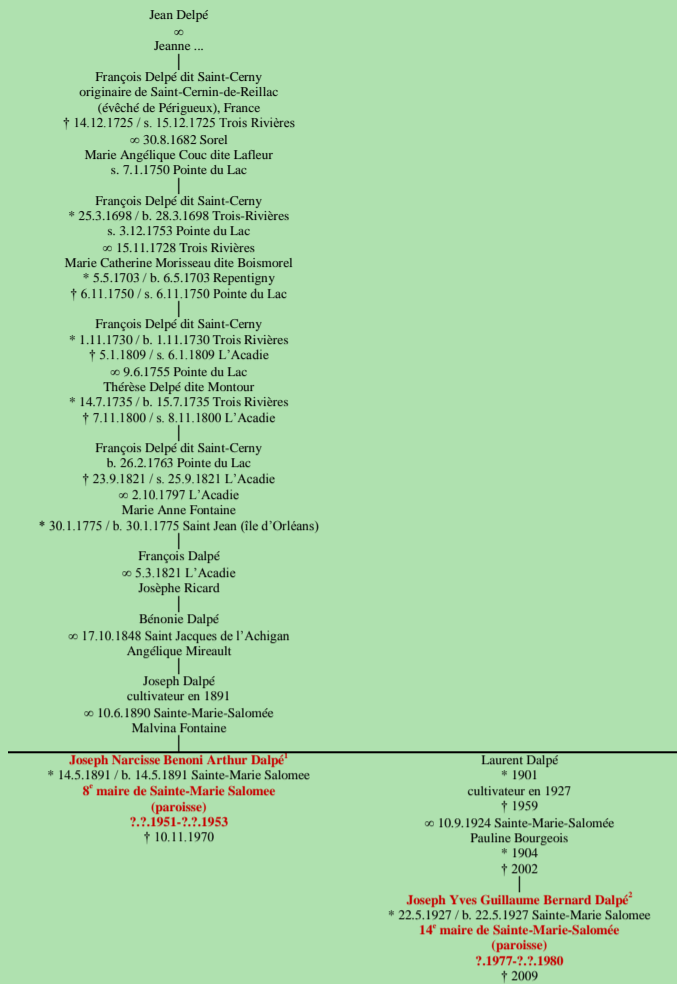 Jean Delpé
∞
Jeanne ...
François Delpé dit Saint-Cerny
originaire de Saint-Cernin-de-Reillac
(évêché de Périgueux), France
† 14.12.1725 / s. 15.12.1725 Trois Rivières
∞ 30.8.1682 Sorel
Marie Angélique Couc dite Lafleur
s. 7.1.1750 Pointe du Lac
François Delpé dit Saint-Cerny
* 25.3.1698 / b. 28.3.1698 Trois-Rivières
s. 3.12.1753 Pointe du Lac
∞ 15.11.1728 Trois Rivières
Marie Catherine Morisseau dite Boismorel
* 5.5.1703 / b. 6.5.1703 Repentigny
† 6.11.1750 / s. 6.11.1750 Pointe du Lac
François Delpé dit Saint-Cerny
* 1.11.1730 / b. 1.11.1730 Trois Rivières
† 5.1.1809 / s. 6.1.1809 L’Acadie
∞ 9.6.1755 Pointe du Lac
Thérèse Delpé dite Montour
* 14.7.1735 / b. 15.7.1735 Trois Rivières
† 7.11.1800 / s. 8.11.1800 L’Acadie
François Delpé dit Saint-Cerny
b. 26.2.1763 Pointe du Lac
† 23.9.1821 / s. 25.9.1821 L’Acadie
∞ 2.10.1797 L’Acadie
Marie Anne Fontaine
* 30.1.1775 / b. 30.1.1775 Saint Jean (île d’Orléans)
François Dalpé
∞ 5.3.1821 L’Acadie
Josèphe Ricard
Bénonie Dalpé
∞ 17.10.1848 Saint Jacques de l’Achigan
Angélique Mireault
Joseph Dalpé
cultivateur en 1891
∞ 10.6.1890 Sainte-Marie-Salomée
Malvina Fontaine
Joseph Narcisse Benoni Arthur Dalpé¹
* 14.5.1891 / b. 14.5.1891 Sainte-Marie Salomee
8ᵉ maire de Sainte-Marie Salomee
(paroisse)
?.?.1951-?.?.1953
† 10.11.1970
Laurent Dalpé
* 1901
cultivateur en 1927
† 1959
∞ 10.9.1924 Sainte-Marie-Salomée
Pauline Bourgeois
* 1904
† 2002
Joseph Yves Guillaume Bernard Dalpé²
* 22.5.1927 / b. 22.5.1927 Sainte-Marie Salomee
14ᵉ maire de Sainte-Marie-Salomée
(paroisse)
?.1977-?.?.1980
† 2009